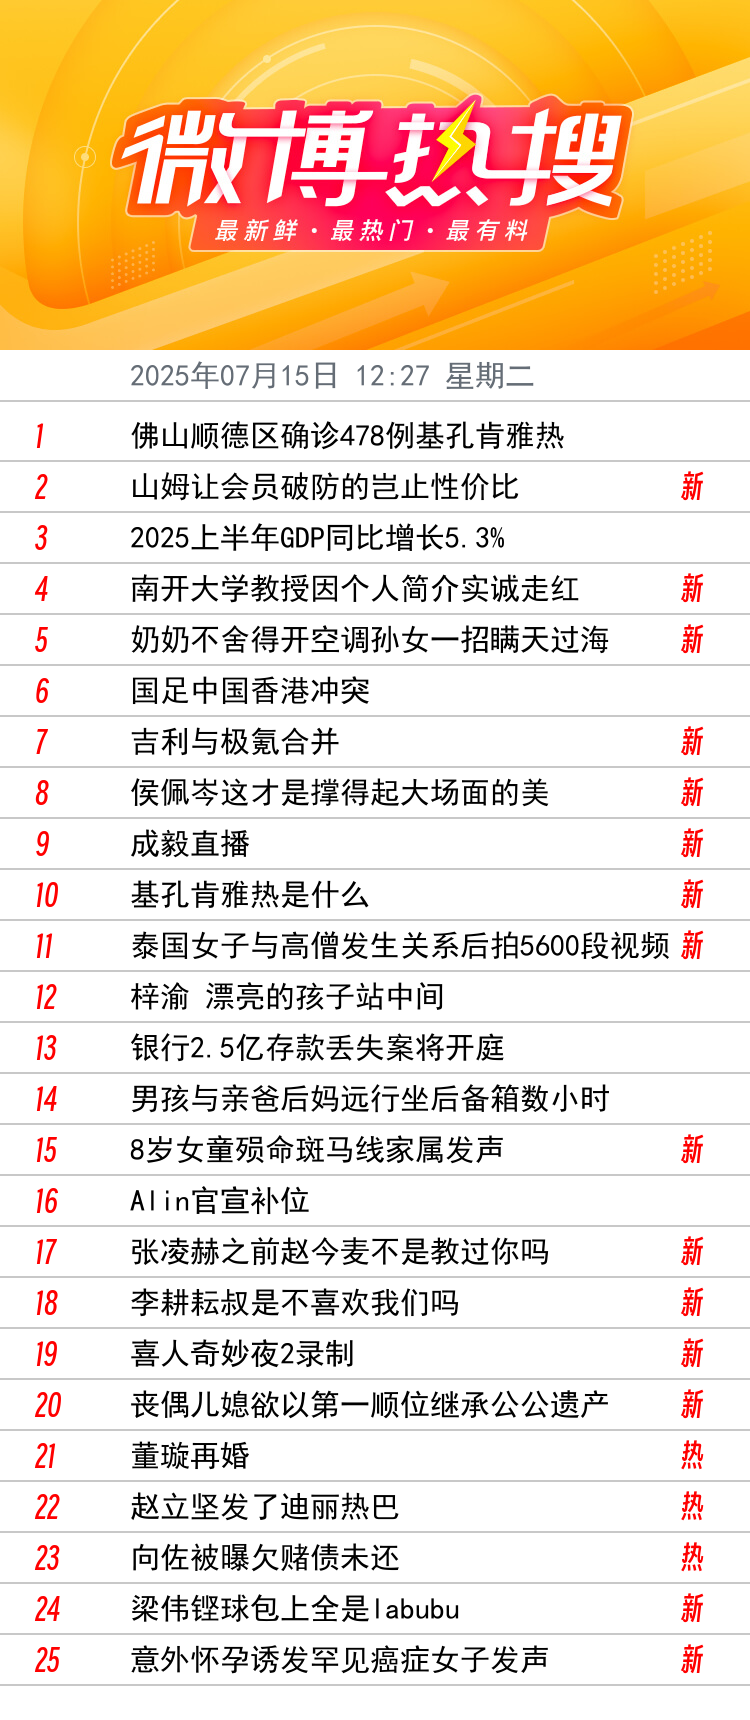 微博热搜
最新鲜·最热门·最有料
2025年07月15日 12:27 星期二
1 佛山顺德区确诊478例基孔肯雅热
2 山姆让会员破防的岂止性价比 新
3 2025上半年GDP同比增长5.3%
4 南开大学教授因个人简介实诚走红 新
5 奶奶不舍得开空调孙女一招瞒天过海 新
6 国足中国香港冲突
7 吉利与极氪合并 新
8 侯佩岑这才是撑得起大场面的美 新
9 成毅直播 新
10 基孔肯雅热是什么 新
11 泰国女子与高僧发生关系后拍5600段视频 新
12 梓渝 漂亮的孩子站中间
13 银行2.5亿存款丢失案将开庭
14 男孩与亲爸后妈远行坐后备箱数小时
15 8岁女童殒命斑马线家属发声 新
16 Alin官宣补位
17 张凌赫之前赵今麦不是教过你吗 新
18 李耕耘叔是不喜欢我们吗 新
19 喜人奇妙夜2录制 新
20 丧偶儿媳欲以第一顺位继承公公遗产 新
21 董璇再婚 热
22 赵立坚发了迪丽热巴 热
23 向佐被曝欠赌债未还 热
24 梁伟铿球包上全是labubu 新
25 意外怀孕诱发罕见癌症女子发声 新